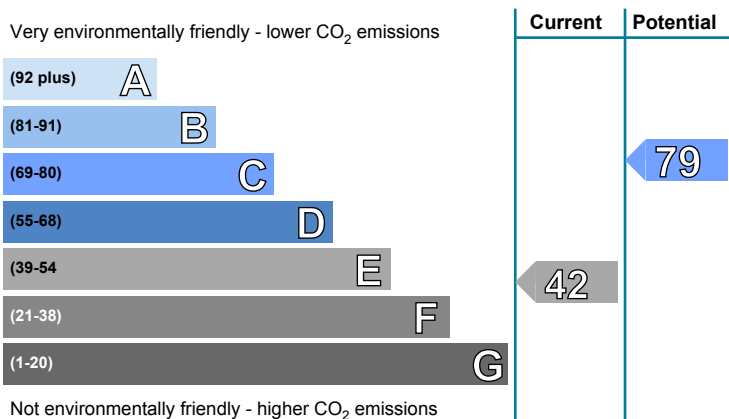 Current Potential
Very environmentally friendly - lower CO2 emissions
(92 plus) A
(81-91) B
(69-80) C
79
(55-68) D
(39-54 E
42
(21-38) F
(1-20) G
Not environmentally friendly - higher CO2 emissions